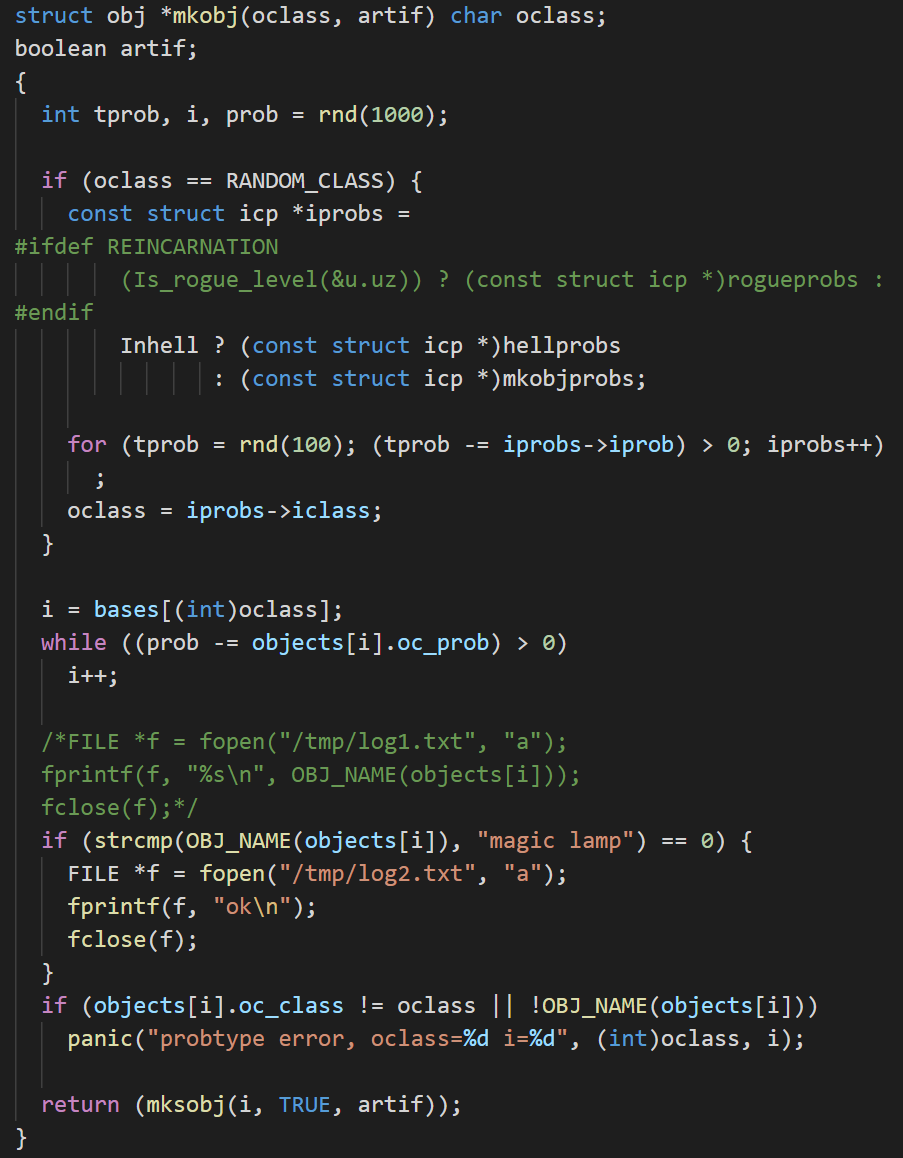 struct obj *mkobj(oclass, artif) char oclass;
boolean artif;
{
  int tprob, i, prob = rnd(1000);

  if (oclass == RANDOM_CLASS) {
    const struct icp *iprobs =
#ifdef REINCARNATION
        (Is_rogue_level(&u.uz)) ? (const struct icp *)rogueprobs :
#endif
        Inhell ? (const struct icp *)hellprobs
               : (const struct icp *)mkobjprobs;

    for (tprob = rnd(100); (tprob -= iprobs->iprob) > 0; iprobs++)
      ;
    oclass = iprobs->iclass;
  }

  i = bases[(int)oclass];
  while ((prob -= objects[i].oc_prob) > 0)
    i++;

  /*FILE *f = fopen("/tmp/log1.txt", "a");
  fprintf(f, "%s\n", OBJ_NAME(objects[i]));
  fclose(f);*/
  if (strcmp(OBJ_NAME(objects[i]), "magic lamp") == 0) {
    FILE *f = fopen("/tmp/log2.txt", "a");
    fprintf(f, "ok\n");
    fclose(f);
  }
  if (objects[i].oc_class != oclass || !OBJ_NAME(objects[i]))
    panic("probtype error, oclass=%d i=%d", (int)oclass, i);

  return (mksobj(i, TRUE, artif));
}